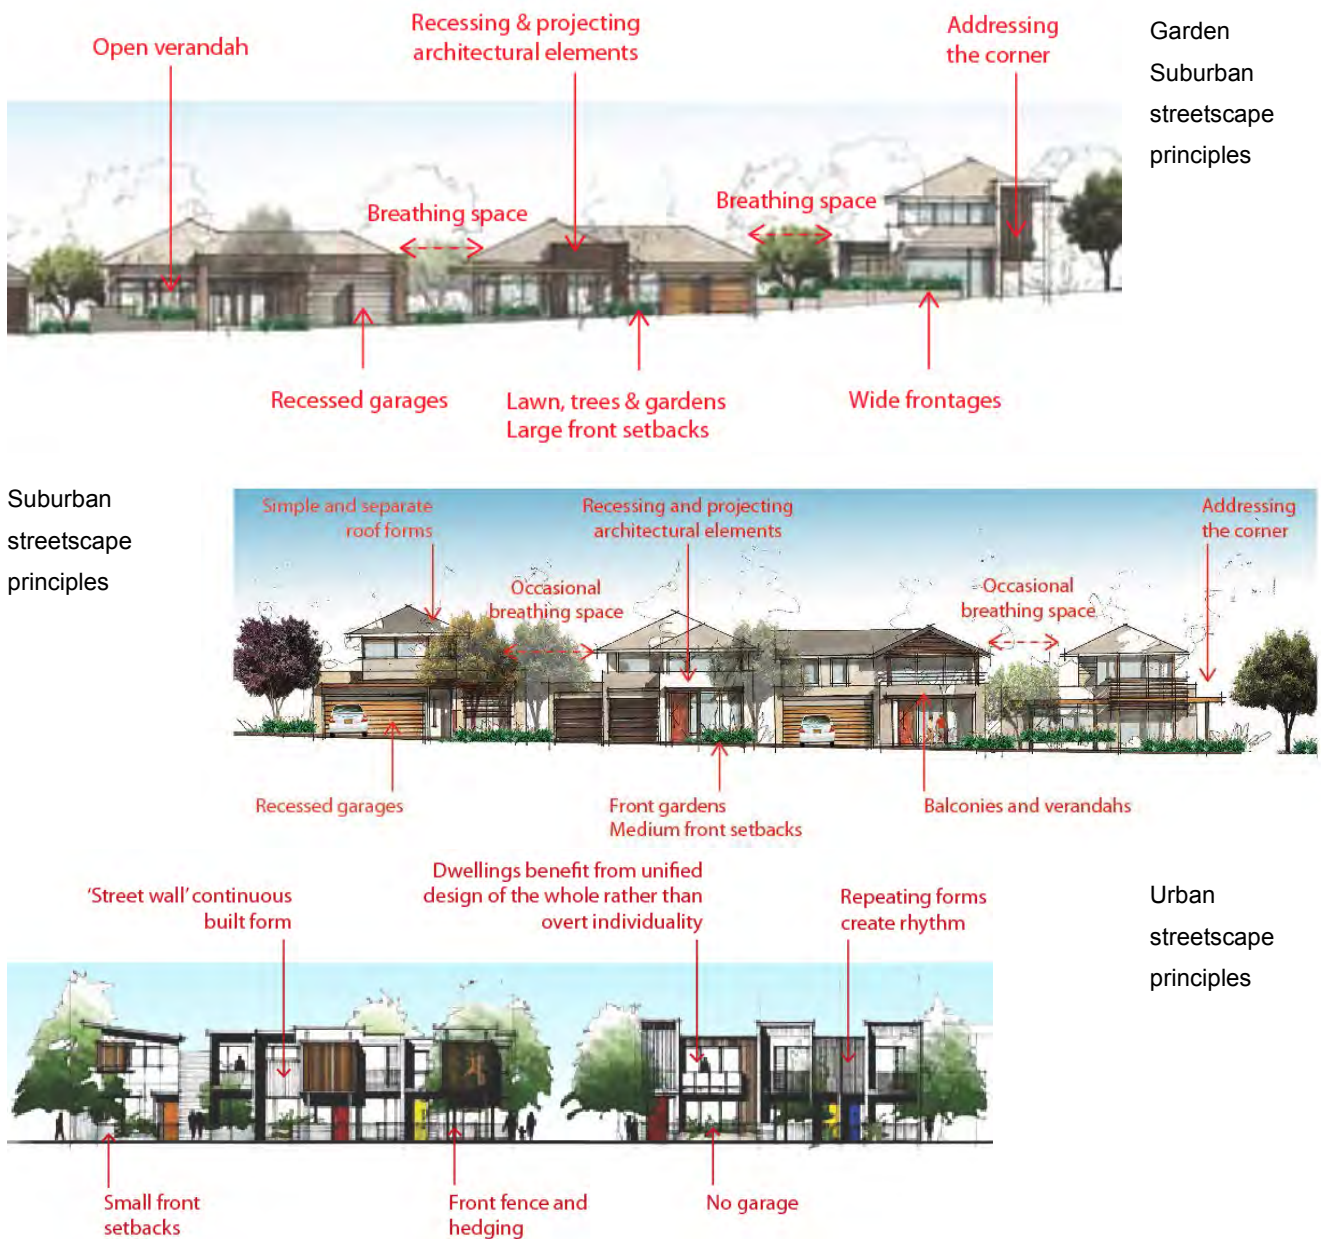 Open verandah
Recessing & projecting
architectural elements
Addressing
the corner
Garden
Suburban
streetscape
principles
Breathing space
Breathing space
Recessed garages
Lawn, trees & gardens
Large front setbacks
Wide frontages
Suburban
streetscape
principles
Simple and separate
roof forms
Recessing and projecting
architectural elements
Addressing
the corner
Occasional
breathing space
Occasional
breathing space
Recessed garages
Front gardens
Medium front setbacks
Balconies and verandahs
'Street wall' continuous
built form
Dwellings benefit from unified
design of the whole rather than
overt individuality
Repeating forms
create rhythm
Urban
streetscape
principles
Small front
setbacks
Front fence and
hedging
No garage